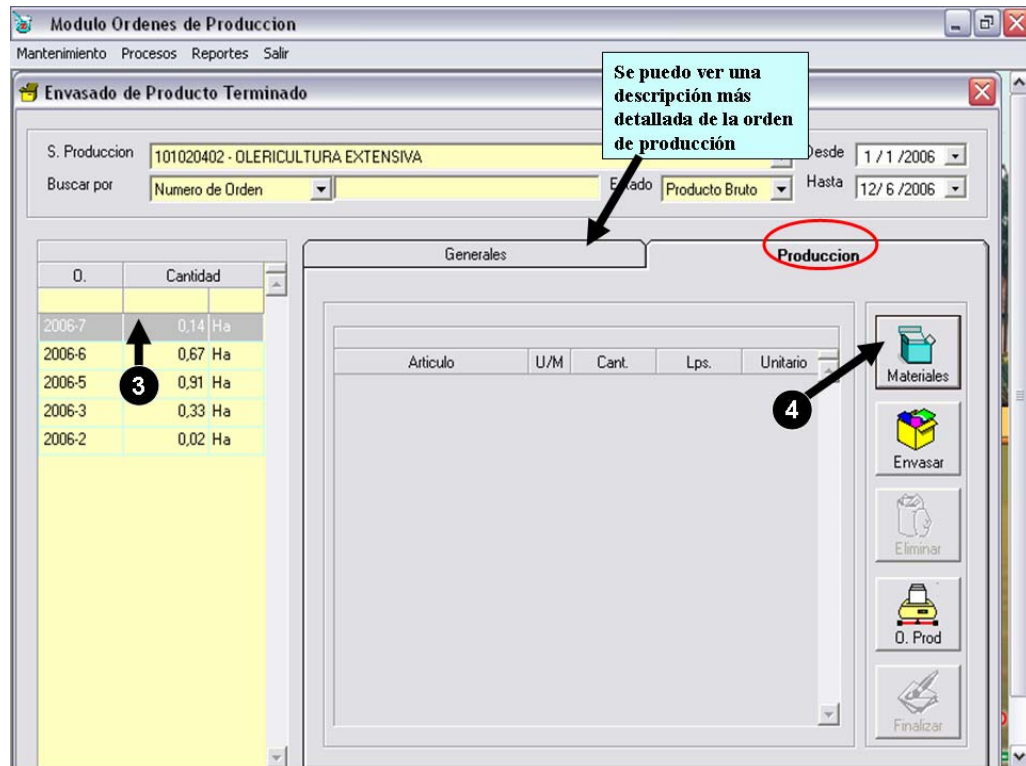 Modulo Ordenes de Produccion
Mantenimiento Procesos Reportes Salir
Envasado de Producto Terminado
Se puedo ver una
descripción más
detallada de la orden
de producción
S. Produccion 101020402 - OLERICULTURA EXTENSIVA Desde 1 / 1 /2006
Buscar por Numero de Orden Producto Bruto Hasta 12/ 6 /2006
Generales Produccion
O. Cantidad
2006-7 0,14 Ha
2006-6 0,67 Ha
2006-5 0,91 Ha
2006-3 0,33 Ha
2006-2 0,02 Ha
3
Articulo U/M Cant. Lps. Unitario
4
Materiales
Envasar
Eliminar
O. Prod
Finalizar